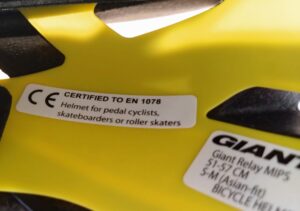 CE CERTIFIED TO EN 1078
Helmet for pedal cyclists,
skateboarders or roller skaters
GIANT
Giant Relay MIPS
51-57 CM
S-M (Asian-fit)
BICYCLE HELM